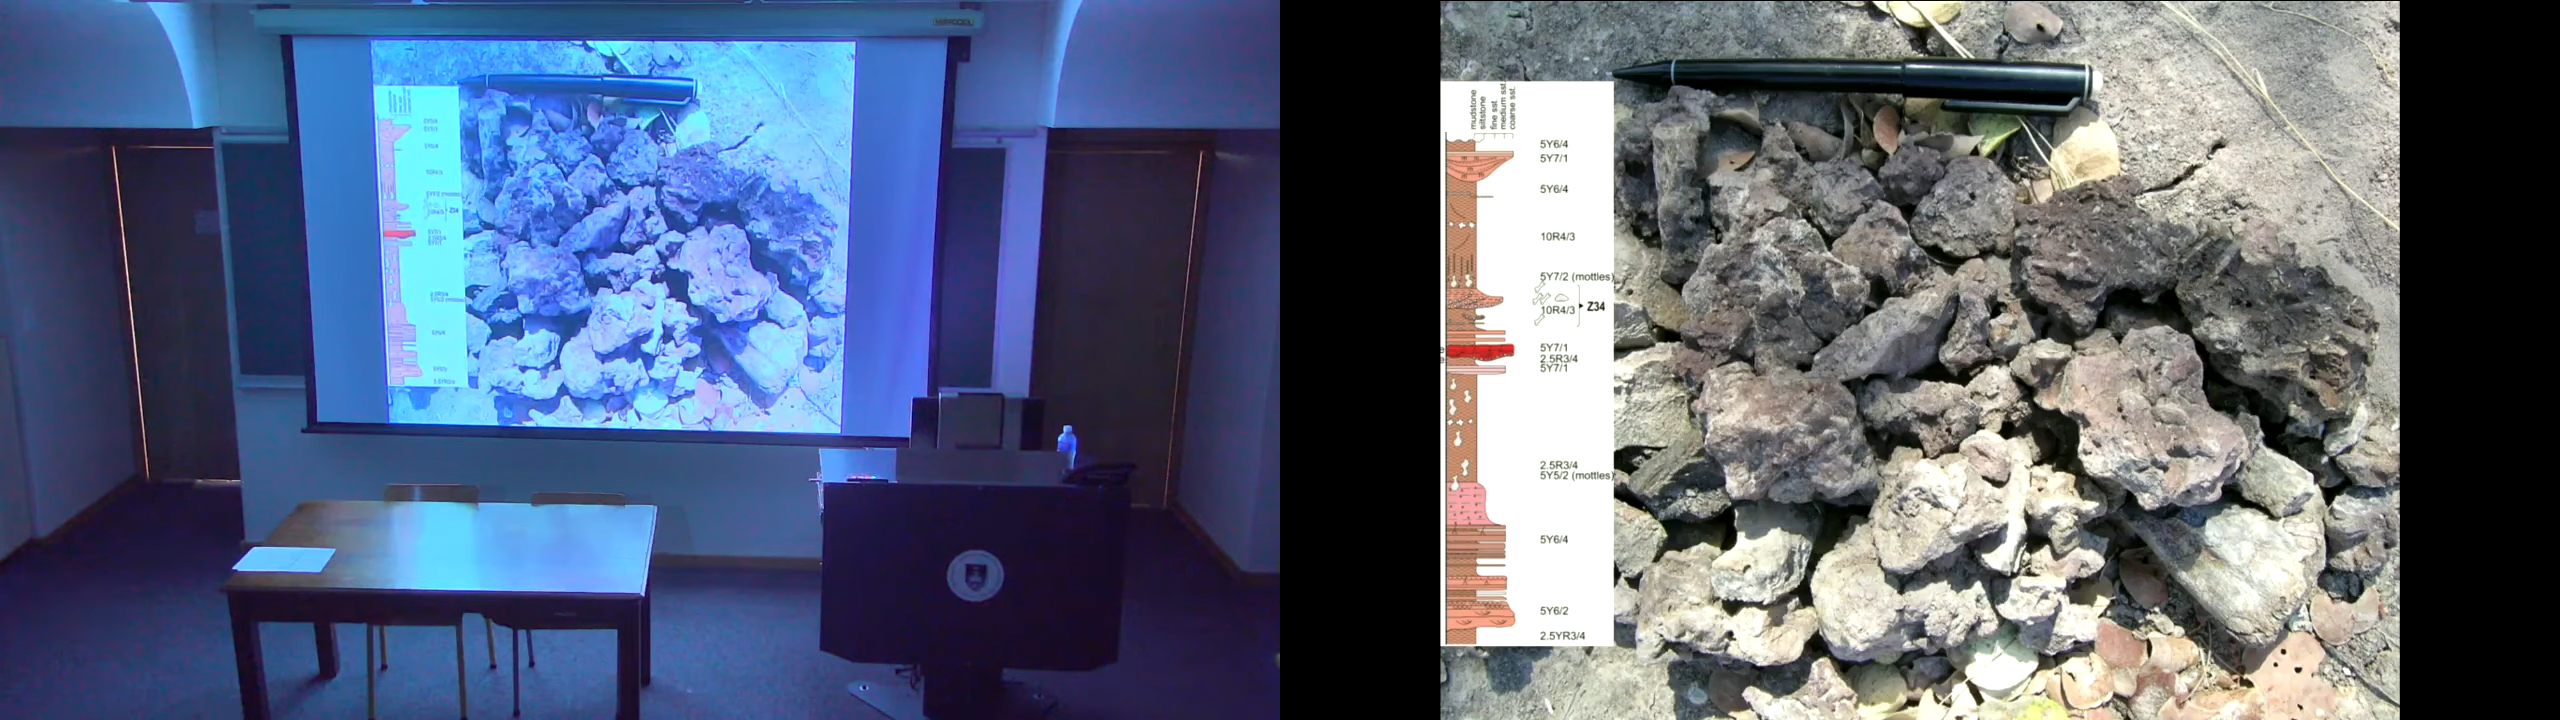 mudstone
siltstone
fine sst.
medium sst.
coarse sst.
5Y6/4
5Y7/1
5Y6/4
10R4/3
5Y7/2 (mottles)
10R4/3
Z34
5Y7/1
2.5R3/4
5Y7/1
2.5R3/4
5Y5/2 (mottles)
5Y6/4
5Y6/2
2.5YR3/4